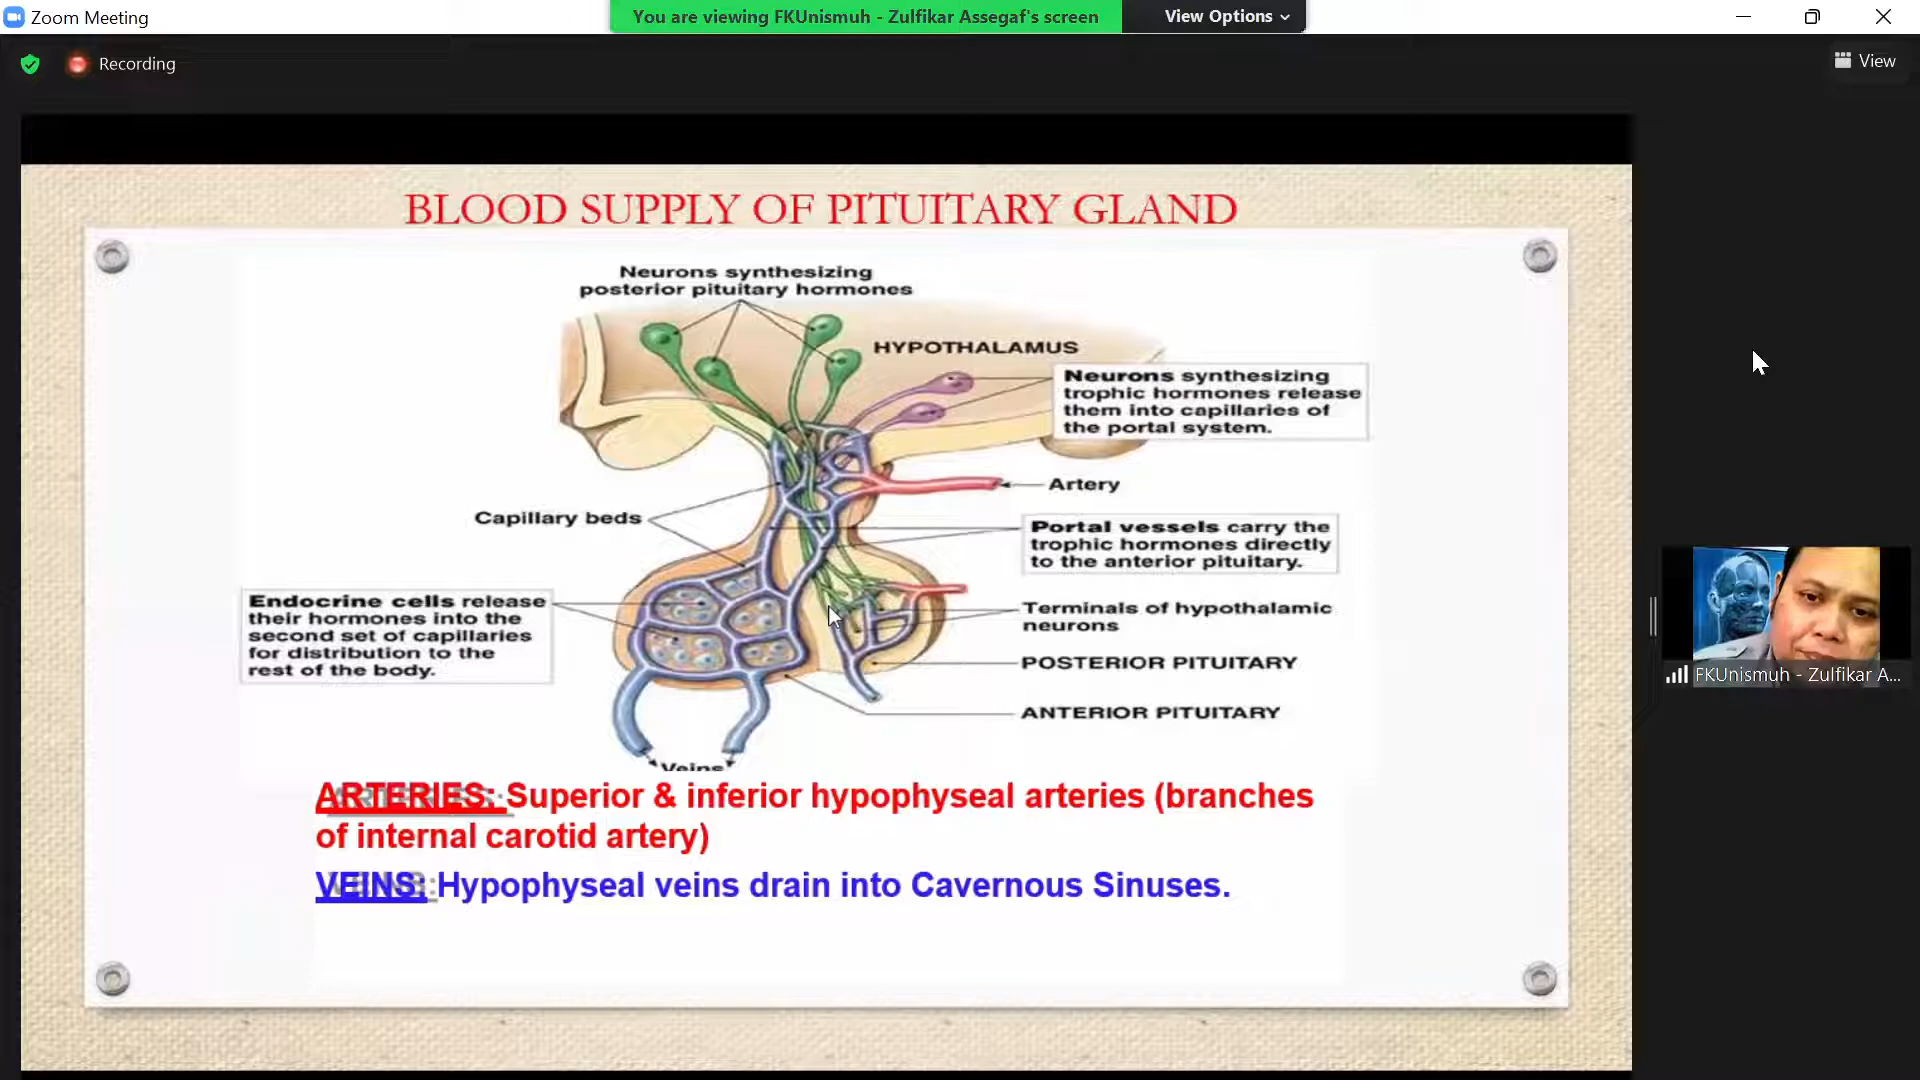 Zoom Meeting
You are viewing FKUnismuh - Zulfikar Assegaf's screen
View Options
Recording
View
BLOOD SUPPLY OF PITUITARY GLAND
Neurons synthesizing
posterior pituitary hormones
HYPOTHALAMUS
Neurons synthesizing
trophic hormones release
them into capillaries of
the portal system.
Artery
Capillary beds
Portal vessels carry the
trophic hormones directly
to the anterior pituitary.
Endocrine cells release
their hormones into the
second set of capillaries
for distribution to the
rest of the body.
Terminals of hypothalamic
neurons
POSTERIOR PITUITARY
ANTERIOR PITUITARY
Veins
ARTERIES: Superior & inferior hypophyseal arteries (branches
of internal carotid artery)
VEINS: Hypophyseal veins drain into Cavernous Sinuses.
FKUnismuh - Zulfikar A...